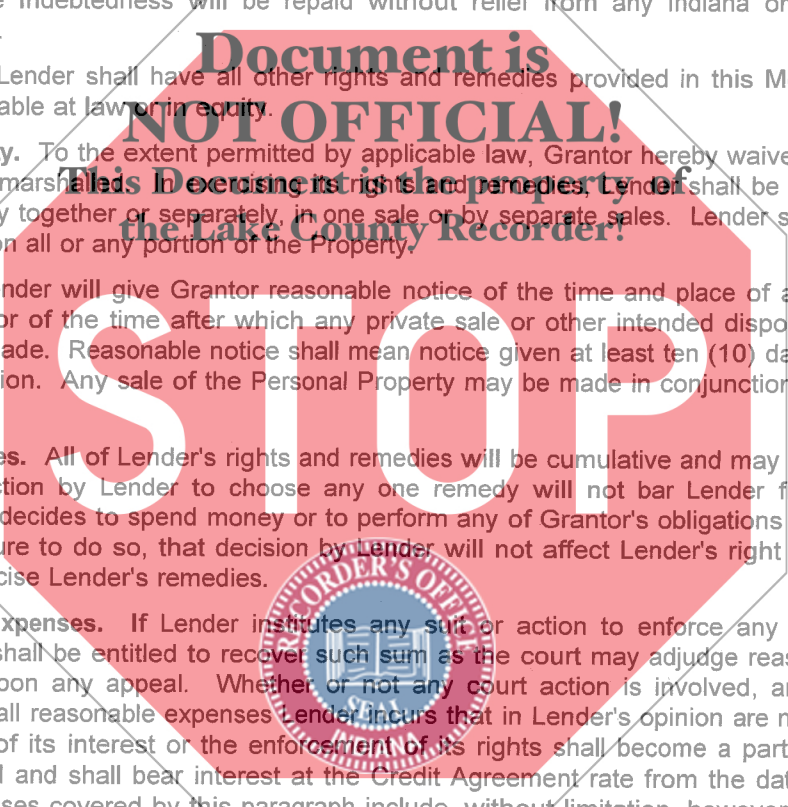 Indebtedness will be repaid without relief from any Indiana or
Document is
Lender shall have all other rights and remedies provided in this M
able at law or in equity.
NOT OFFICIAL!
y. To the extent permitted by applicable law, Grantor hereby waive
This Document is the property of
marshalled. In exercising its rights and remedies, Lender shall be
y together or separately, in one sale or by separate sales. Lender s
the Lake County Recorder!
n all or any portion of the Property.
nder will give Grantor reasonable notice of the time and place of a
or of the time after which any private sale or other intended dispo
ade. Reasonable notice shall mean notice given at least ten (10) da
ion. Any sale of the Personal Property may be made in conjunction
STOP
es. All of Lender's rights and remedies will be cumulative and may
ction by Lender to choose any one remedy will not bar Lender f
decides to spend money or to perform any of Grantor's obligations
ure to do so, that decision by Lender will not affect Lender's right
cise Lender's remedies.
RECORDER'S OFFICE
SEAL
INDIANA
xpenses. If Lender institutes any suit or action to enforce any
shall be entitled to recover such sum as the court may adjudge reas
pon any appeal. Whether or not any court action is involved, a
all reasonable expenses Lender incurs that in Lender's opinion are n
of its interest or the enforcement of its rights shall become a part
d and shall bear interest at the Credit Agreement rate from the dat
ses covered by this paragraph include, without limitation, however